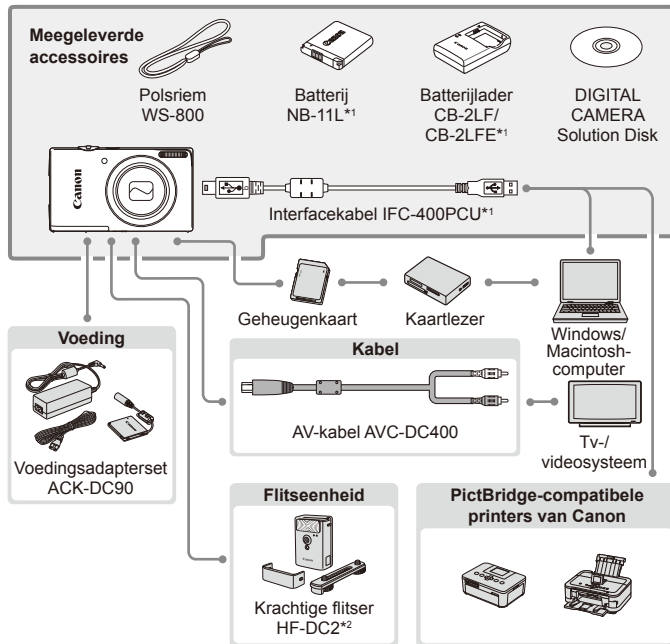 Meegeleverde
accessoires
Polsriem
WS-800
Batterij
NB-11L*1
Batterijlader
CB-2LF/
CB-2LFE*1
DIGITAL
CAMERA
Solution Disk
Canon
Interfacekabel IFC-400PCU*1
Geheugenkaart
Kaartlezer
Windows/
Macintosh-
computer
Voeding
Voedingsadapterset
ACK-DC90
Kabel
AV-kabel AVC-DC400
Tv-/
videosysteem
Flitseenheid
Krachtige flitser
HF-DC2*2
PictBridge-compatibele
printers van Canon